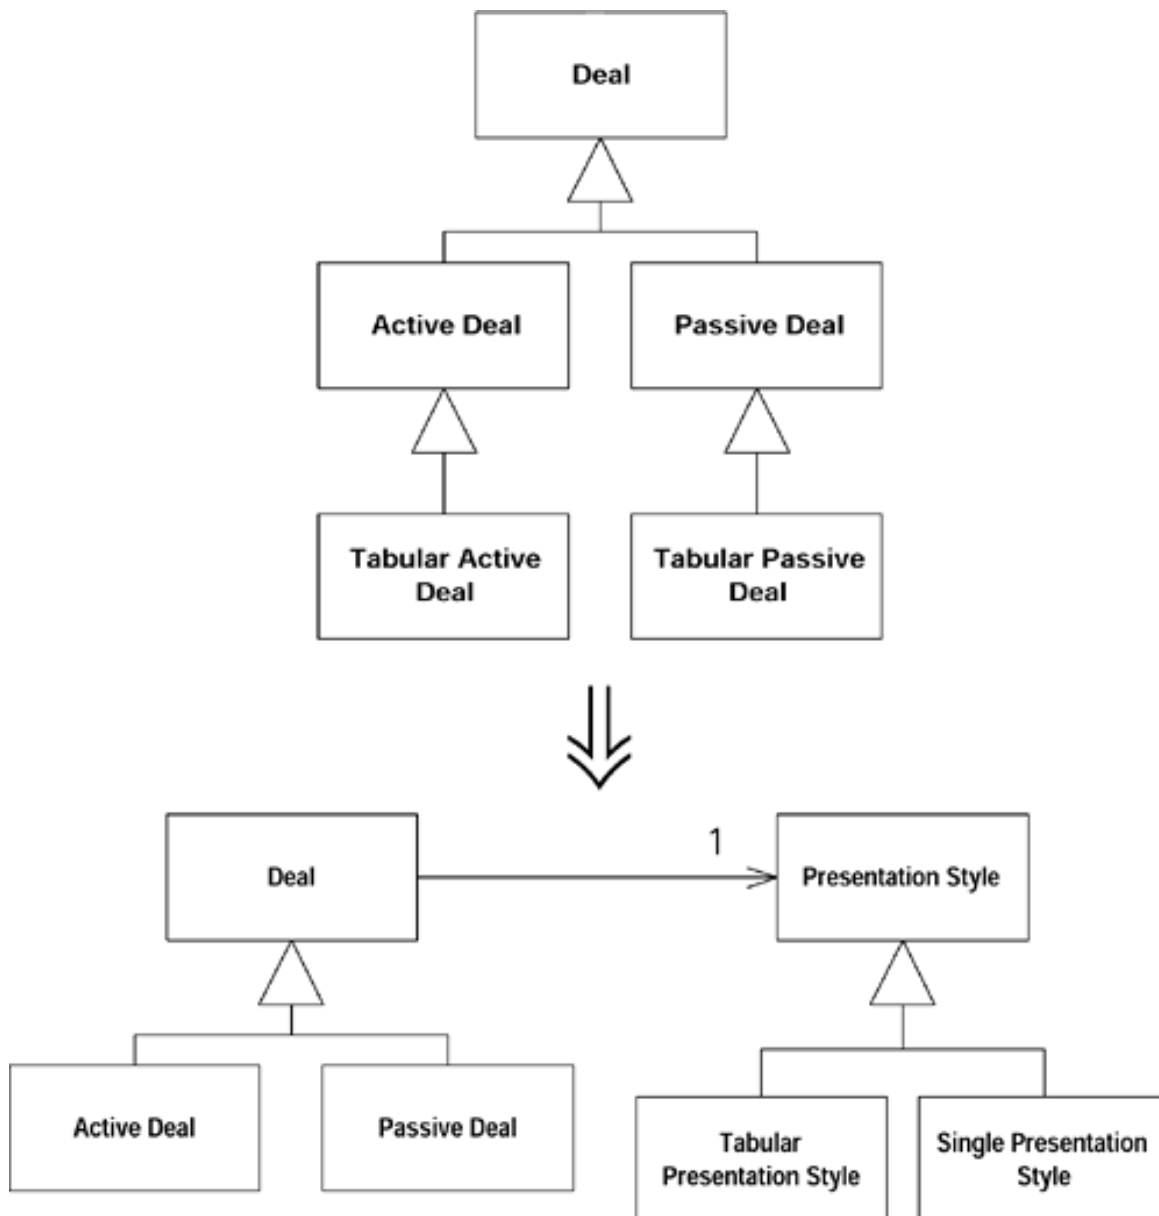 Deal
Active Deal
Passive Deal
Tabular Active
Deal
Tabular Passive
Deal
1
Deal
Presentation Style
Active Deal
Passive Deal
Tabular
Presentation Style
Single Presentation
Style